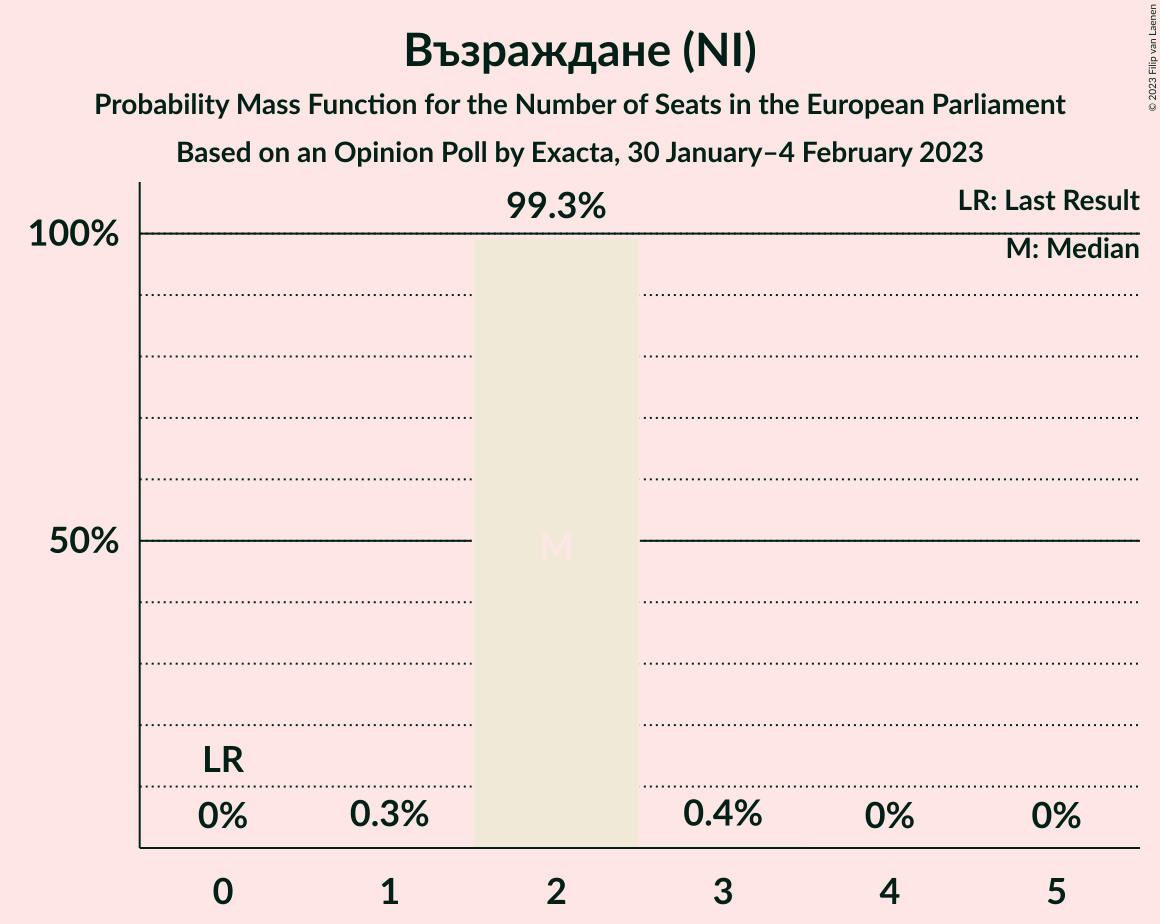 Възраждане (NI)
Probability Mass Function for the Number of Seats in the European Parliament
Based on an Opinion Poll by Exacta, 30 January–4 February 2023
© 2023 Filip van Laenen
99.3%
LR: Last Result
M: Median
100%
50%
M
LR
0% 0.3% 0.4% 0% 0%
0 1 2 3 4 5